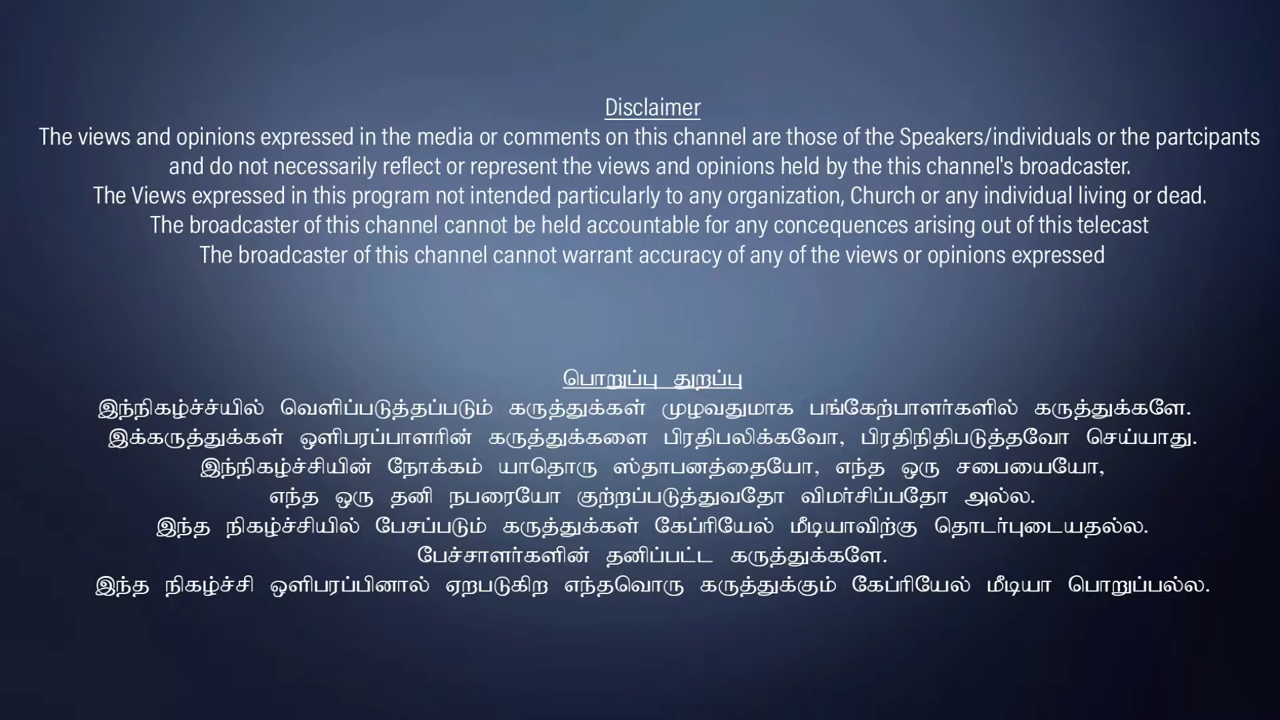 Disclaimer
The views and opinions expressed in the media or comments on this channel are those of the Speakers/individuals or the partcipants
and do not necessarily reflect or represent the views and opinions held by the this channel's broadcaster.
The Views expressed in this program not intended particularly to any organization, Church or any individual living or dead.
The broadcaster of this channel cannot be held accountable for any concequences arising out of this telecast
The broadcaster of this channel cannot warrant accuracy of any of the views or opinions expressed
பொறுப்பு துறப்பு
இந்நிகழ்ச்ச்யில் வெளிப்படுத்தப்படும் கருத்துக்கள் முழவதுமாக பங்கேற்பாளர்களில் கருத்துக்களே.
இக்கருத்துக்கள் ஒளிபரப்பாளரின் கருத்துக்களை பிரதிபலிக்கவோ, பிரதிநிதிபடுத்தவோ செய்யாது.
இந்நிகழ்ச்சியின் நோக்கம் யாதொரு ஸ்தாபனத்தையோ, எந்த ஒரு சபையையோ,
எந்த ஒரு தனி நபரையோ குற்றப்படுத்துவதோ விமர்சிப்பதோ அல்ல.
இந்த நிகழ்ச்சியில் பேசப்படும் கருத்துக்கள் கேப்ரியேல் மீடியாவிற்கு தொடர்புடையதல்ல.
பேச்சாளர்களின் தனிப்பட்ட கருத்துக்களே.
இந்த நிகழ்ச்சி ஒளிபரப்பினால் ஏறபடுகிற எந்தவொரு கருத்துக்கும் கேப்ரியேல் மீடியா பொறுப்பல்ல.